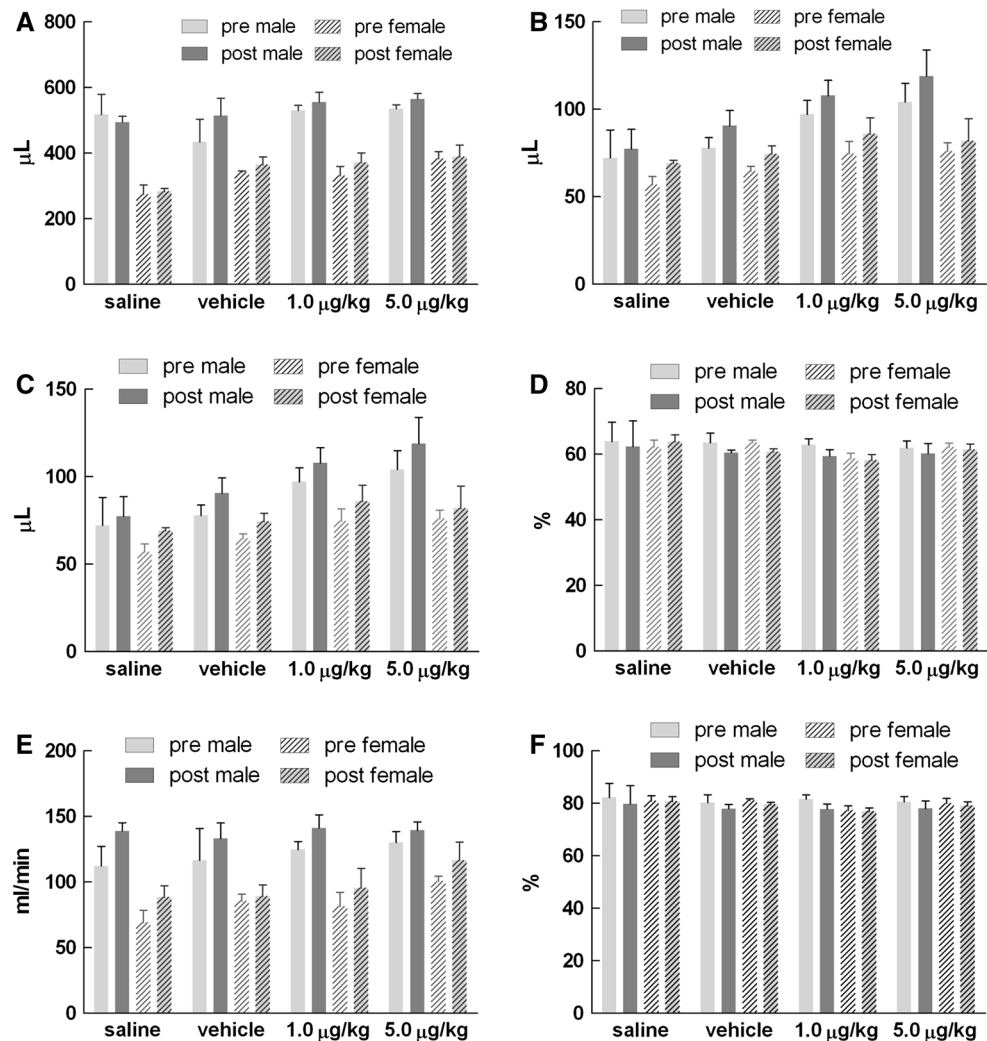 A
800
600
400
200
0
μL
pre male
pre female
post male
post female
saline
vehicle
1.0 μg/kg
5.0 μg/kg
B
150
100
50
0
μL
pre male
pre female
post male
post female
saline
vehicle
1.0 μg/kg
5.0 μg/kg
C
150
100
50
0
μL
pre male
pre female
post male
post female
saline
vehicle
1.0 μg/kg
5.0 μg/kg
D
80
60
40
20
0
%
pre male
pre female
post male
post female
saline
vehicle
1.0 μg/kg
5.0 μg/kg
E
200
150
100
50
0
ml/min
pre male
pre female
post male
post female
saline
vehicle
1.0 μg/kg
5.0 μg/kg
F
100
80
60
40
20
0
%
pre male
pre female
post male
post female
saline
vehicle
1.0 μg/kg
5.0 μg/kg